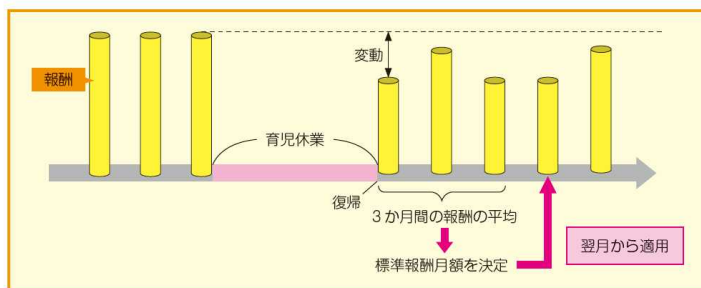 変動
報酬
育児休業
復帰
3か月間の報酬の平均
翌月から適用
標準報酬月額を決定